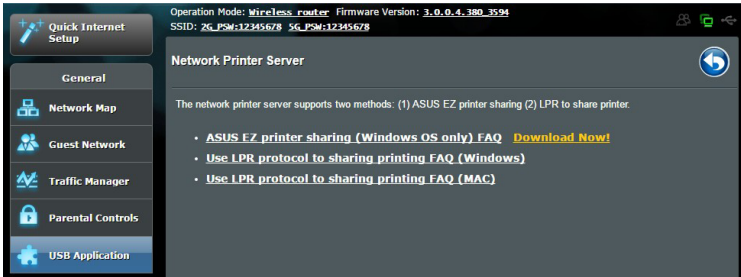 Quick Internet
Setup
Operation Mode: Wireless router Firmware Version: 3.0.0.4.380_3594
SSID: 2G_PSW:12345678 5G_PSW:12345678
General
Network Map
Guest Network
Traffic Manager
Parental Controls
USB Application
Network Printer Server
The network printer server supports two methods: (1) ASUS EZ printer sharing (2) LPR to share printer.
• ASUS EZ printer sharing (Windows OS only) FAQ Download Now!
• Use LPR protocol to sharing printing FAQ (Windows)
• Use LPR protocol to sharing printing FAQ (MAC)